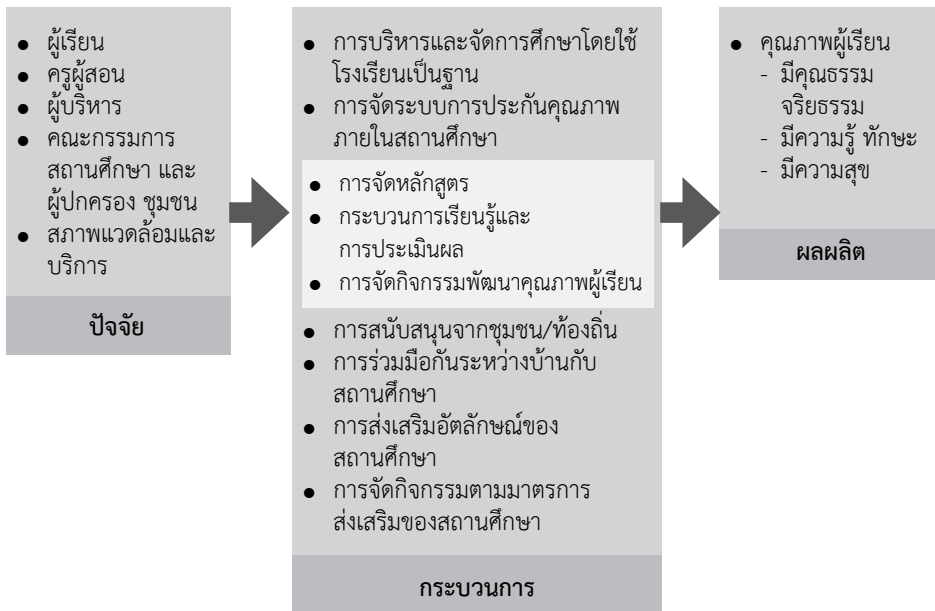 ● ผู้เรียน
● ครูผู้สอน
● ผู้บริหาร
● คณะกรรมการ
สถานศึกษา และ
ผู้ปกครอง ชุมชน
● สภาพแวดล้อมและ
บริการ
ปัจจัย
● การบริหารและจัดการศึกษาโดยใช้
โรงเรียนเป็นฐาน
● การจัดระบบการประกันคุณภาพ
ภายในสถานศึกษา
● การจัดหลักสูตร
● กระบวนการเรียนรู้และ
การประเมินผล
● การจัดกิจกรรมพัฒนาคุณภาพผู้เรียน
● การสนับสนุนจากชุมชน/ท้องถิ่น
● การร่วมมือกันระหว่างบ้านกับ
สถานศึกษา
● การส่งเสริมอัตลักษณ์ของ
สถานศึกษา
● การจัดกิจกรรมตามมาตรการ
ส่งเสริมของสถานศึกษา
กระบวนการ
● คุณภาพผู้เรียน
- มีคุณธรรม
จริยธรรม
- มีความรู้ ทักษะ
- มีความสุข
ผลผลิต